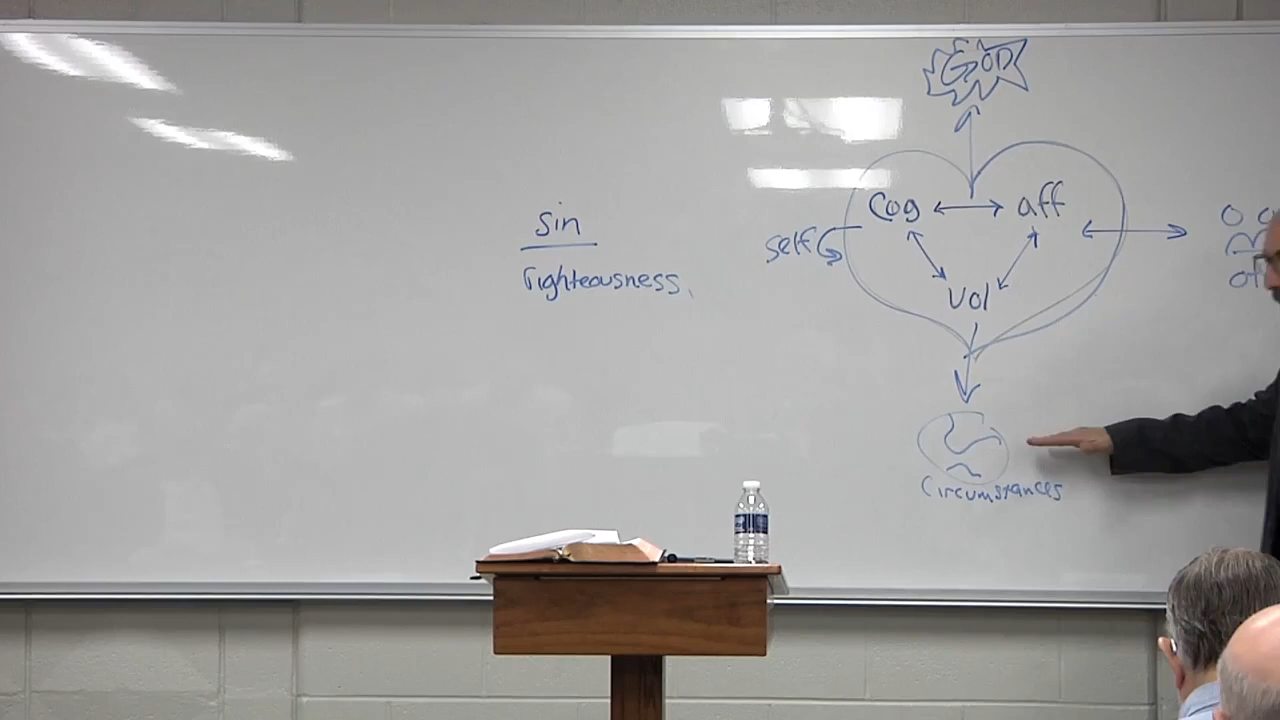 GOD
Cog aff
self
vol
Circumstances
sin
righteousness